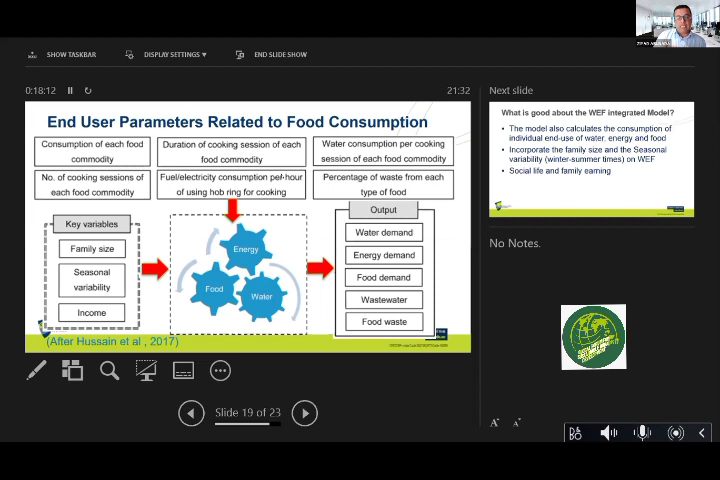 SHOW TASKBAR
DISPLAY SETTINGS ▼
END SLIDE SHOW
0:18:12
21:32
Next slide
End User Parameters Related to Food Consumption
Consumption of each food
commodity
Duration of cooking session of each
food commodity
Water consumption per cooking
session of each food commodity
No. of cooking sessions of
each food commodity
Fuel/electricity consumption per hour
of using hob ring for cooking
Percentage of waste from each
type of food
Key variables
Family size
Seasonal
variability
Income
Energy
Food
Water
Output
Water demand
Energy demand
Food demand
Wastewater
Food waste
(After Hussain et al , 2017)
What is good about the WEF integrated Model?
• The model also calculates the consumption of
individual end-use of water, energy and food
• Incorporate the family size and the Seasonal
variability (winter-summer times) on WEF
• Social life and family earning
No Notes.
Slide 19 of 23
A
A
B&O